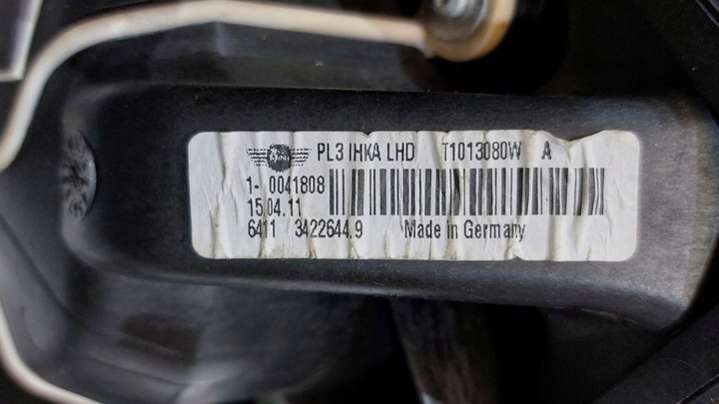 PL3 IHKA LHD T1013080W A
1- 0041808
15.04.11
6411 3422644.9 Made in Germany